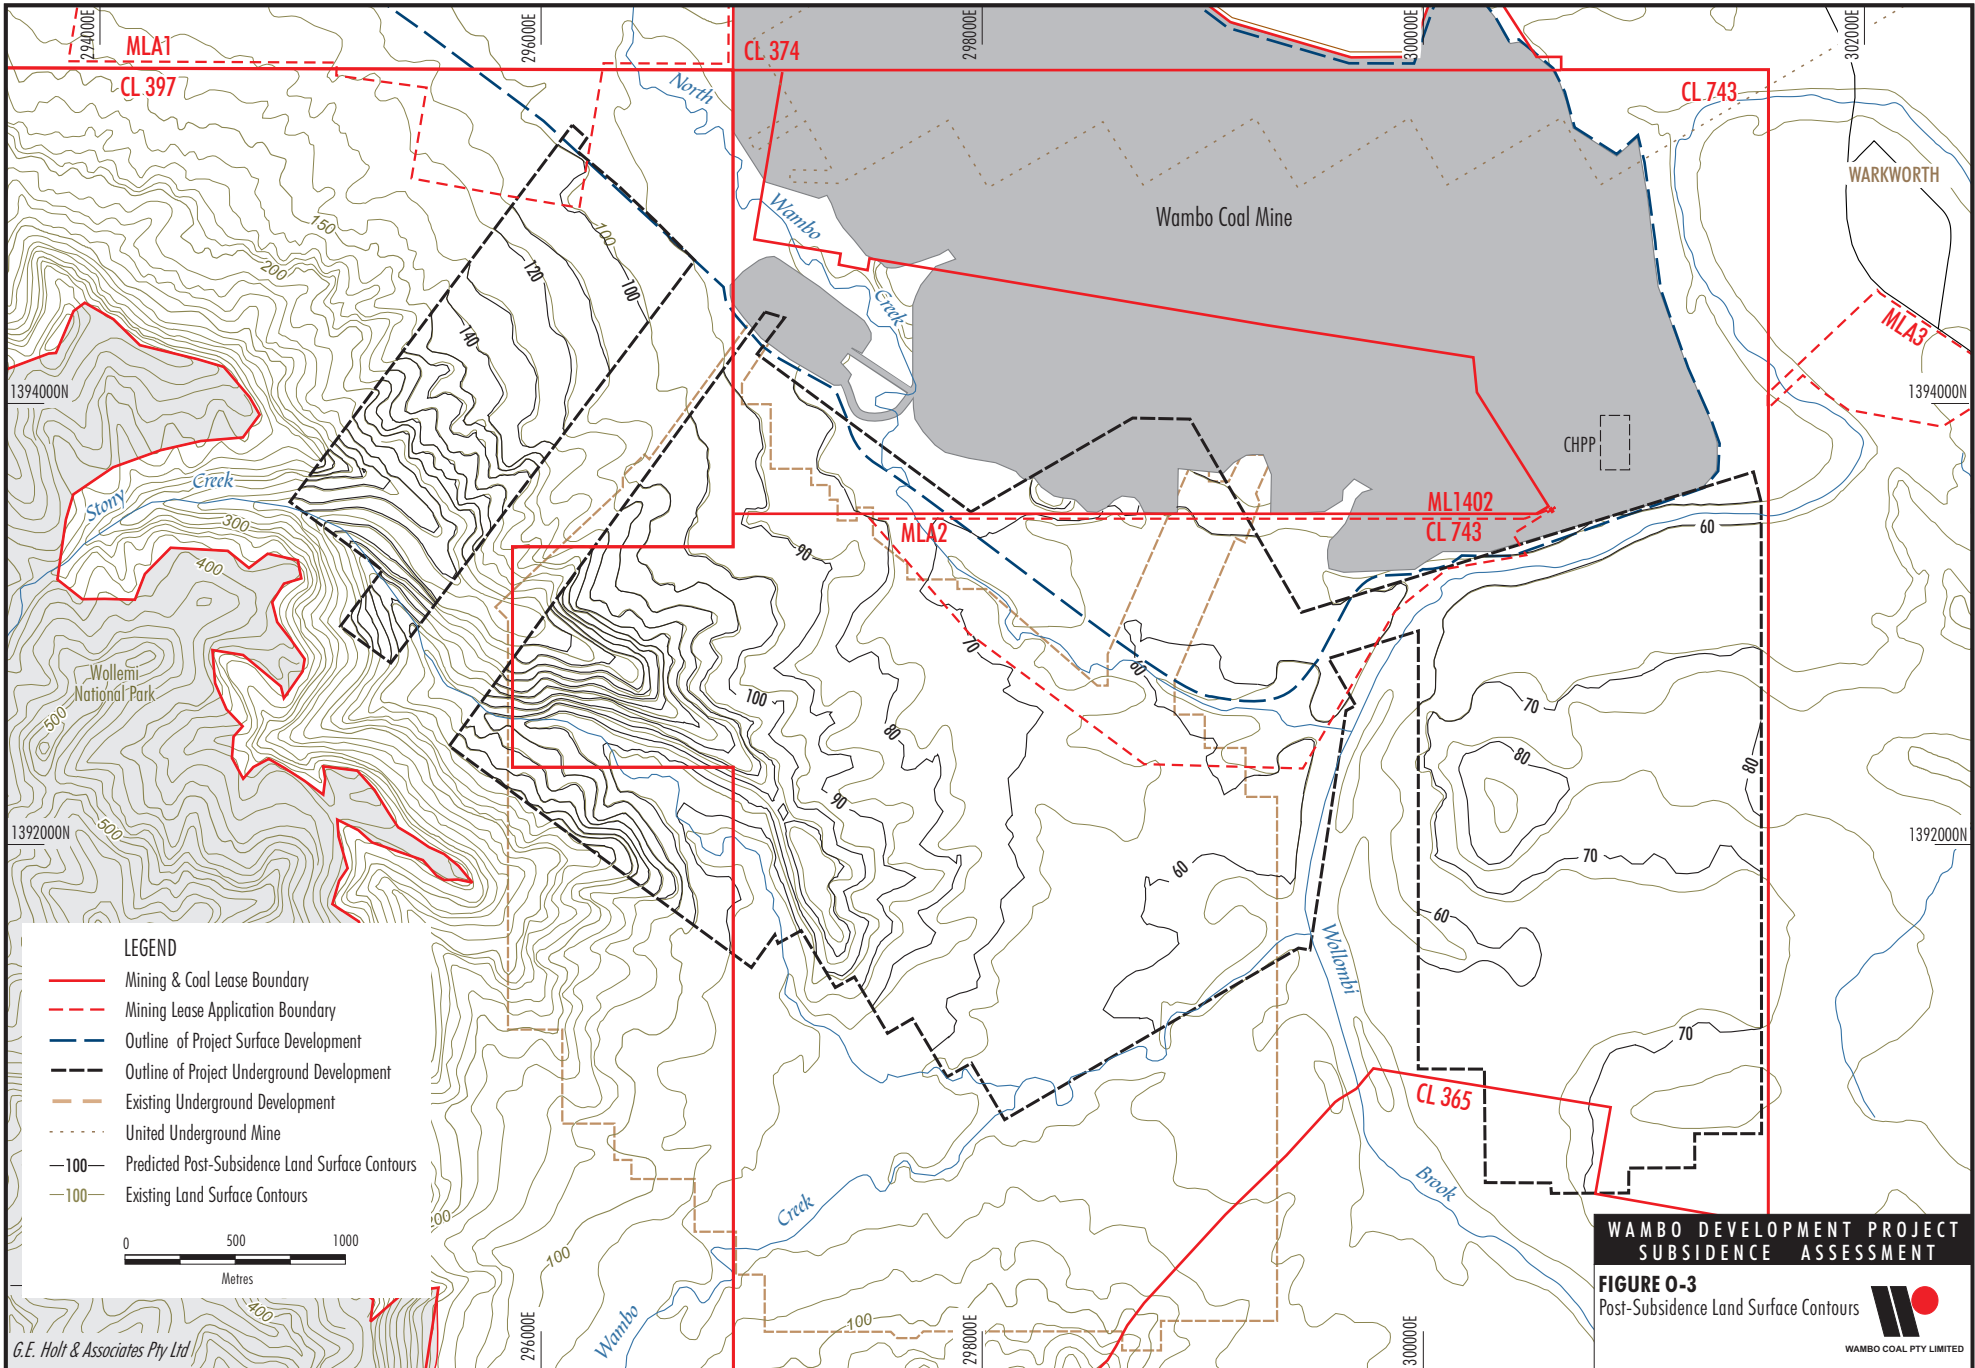 294000E
296000E
298000E
300000E
302000E
MLA1
CL 397
CL 374
CL 743
North
Wambo
Creek
Wambo Coal Mine
WARKWORTH
MLA3
150
200
100
120
100
140
1394000N
1394000N
CHPP
Stony
Creek
300
400
ML1402
CL 743
MLA2
60
90
70
60
Wollemi
National Park
500
100
80
70
80
80
90
500
1392000N
1392000N
70
60
60
Wollombi
70
CL 365
Brook
Creek
Wambo
200
100
400
100
LEGEND
Mining & Coal Lease Boundary
Mining Lease Application Boundary
Outline of Project Surface Development
Outline of Project Underground Development
Existing Underground Development
United Underground Mine
100 Predicted Post-Subsidence Land Surface Contours
100 Existing Land Surface Contours
0 500 1000
Metres
G.E. Holt & Associates Pty Ltd
296000E
298000E
300000E
WAMBO DEVELOPMENT PROJECT
SUBSIDENCE ASSESSMENT
FIGURE O-3
Post-Subsidence Land Surface Contours
WAMBO COAL PTY LIMITED